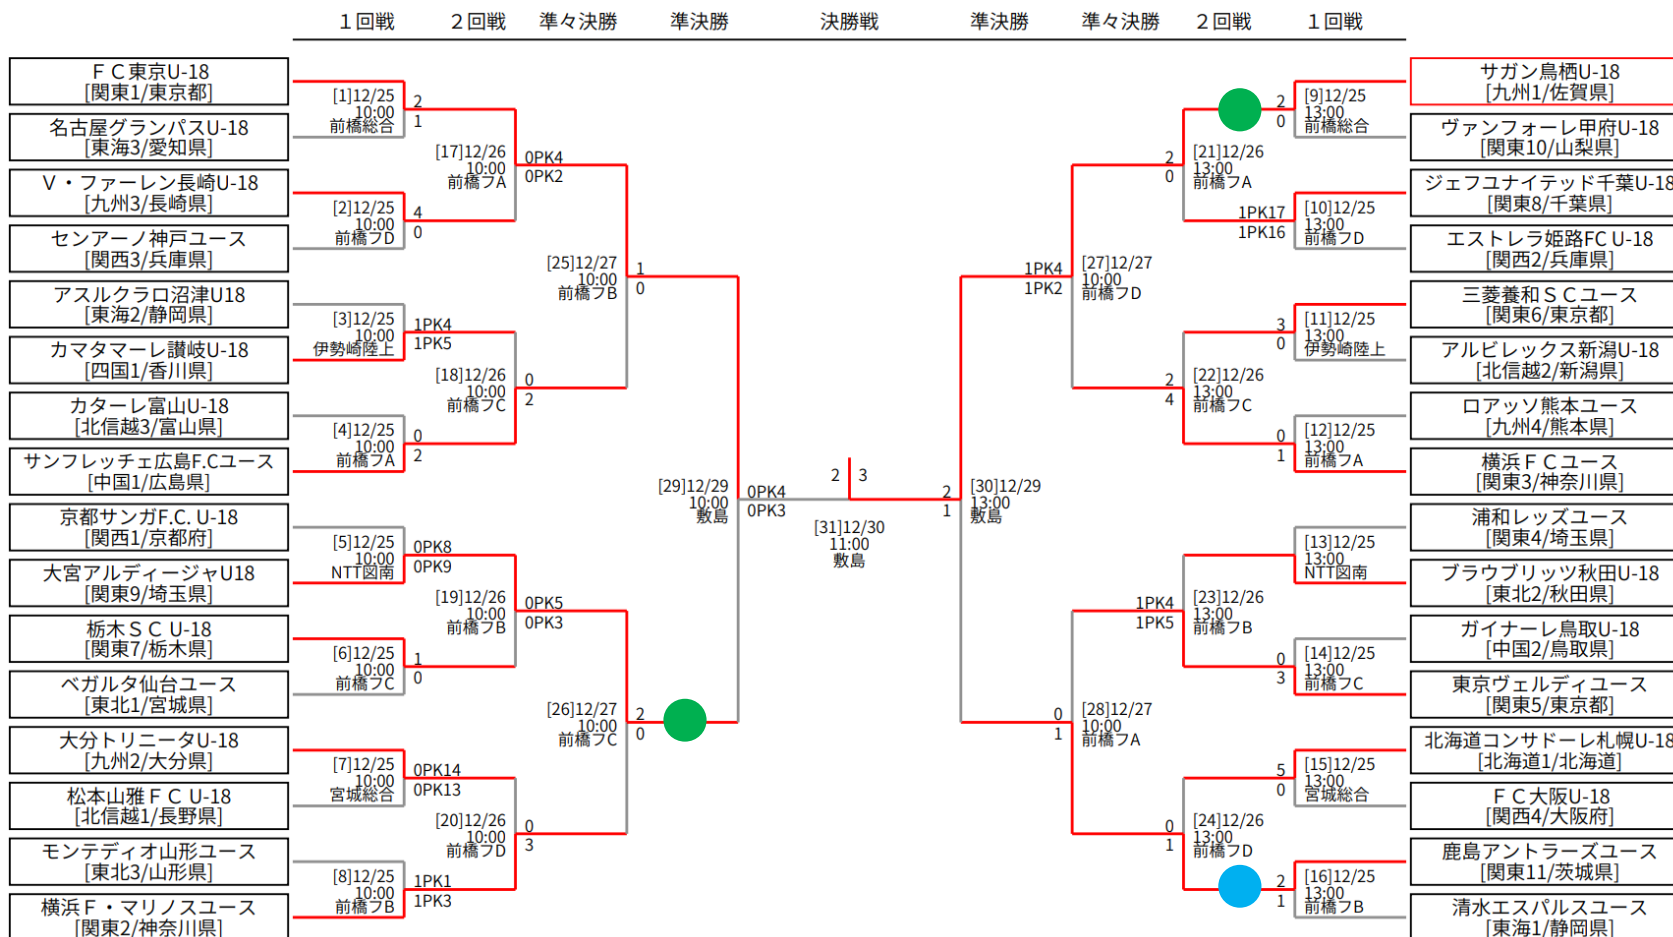 １回戦 ２回戦 準々決勝 準決勝 決勝戦 準決勝 準々決勝 ２回戦 １回戦
ＦＣ東京U-18
[関東1/東京都]
名古屋グランパスU-18
[東海3/愛知県]
Ｖ・ファーレン長崎U-18
[九州3/長崎県]
センアーノ神戸ユース
[関西3/兵庫県]
アスルクラロ沼津U18
[東海2/静岡県]
カマタマーレ讃岐U-18
[四国1/香川県]
カターレ富山U-18
[北信越3/富山県]
サンフレッチェ広島F.Cユース
[中国1/広島県]
京都サンガF.C. U-18
[関西1/京都府]
大宮アルディージャU18
[関東9/埼玉県]
栃木ＳＣ U-18
[関東7/栃木県]
ベガルタ仙台ユース
[東北1/宮城県]
大分トリニータU-18
[九州2/大分県]
松本山雅ＦＣ U-18
[北信越1/長野県]
モンテディオ山形ユース
[東北3/山形県]
横浜Ｆ・マリノスユース
[関東2/神奈川県]
[1]12/25
10:00
前橋総合
2
1
[2]12/25
10:00
前橋フD
4
0
[3]12/25
10:00
伊勢崎陸上
1PK4
1PK5
[4]12/25
10:00
前橋フA
0
2
[5]12/25
10:00
NTT図南
0PK8
0PK9
[6]12/25
10:00
前橋フC
1
0
[7]12/25
10:00
宮城総合
0PK14
0PK13
[8]12/25
10:00
前橋フB
1PK1
1PK3
[17]12/26
10:00
前橋フA
0PK4
0PK2
[18]12/26
10:00
前橋フC
0
2
[19]12/26
10:00
前橋フB
0PK5
0PK3
[20]12/26
10:00
前橋フD
0
3
[25]12/27
10:00
前橋フB
1
0
[26]12/27
10:00
前橋フC
2
0
[29]12/29
10:00
敷島
0PK4
0PK3
2 3
[31]12/30
11:00
敷島
2
1
[30]12/29
13:00
敷島
1PK4
1PK2
[27]12/27
10:00
前橋フD
0
1
[28]12/27
10:00
前橋フA
2
0
[21]12/26
13:00
前橋フA
2
4
[22]12/26
13:00
前橋フC
1PK4
1PK5
[23]12/26
13:00
前橋フB
0
1
[24]12/26
13:00
前橋フD
2
0
[9]12/25
13:00
前橋総合
1PK17
1PK16
[10]12/25
13:00
前橋フD
3
0
[11]12/25
13:00
伊勢崎陸上
0
1
[12]12/25
13:00
前橋フA
[13]12/25
13:00
NTT図南
0
3
[14]12/25
13:00
前橋フC
5
0
[15]12/25
13:00
宮城総合
2
1
[16]12/25
13:00
前橋フB
サガン鳥栖U-18
[九州1/佐賀県]
ヴァンフォーレ甲府U-18
[関東10/山梨県]
ジェフユナイテッド千葉U-18
[関東8/千葉県]
エストレラ姫路FC U-18
[関西2/兵庫県]
三菱養和ＳＣユース
[関東6/東京都]
アルビレックス新潟U-18
[北信越2/新潟県]
ロアッソ熊本ユース
[九州4/熊本県]
横浜ＦＣユース
[関東3/神奈川県]
浦和レッズユース
[関東4/埼玉県]
ブラウブリッツ秋田U-18
[東北2/秋田県]
ガイナーレ鳥取U-18
[中国2/鳥取県]
東京ヴェルディユース
[関東5/東京都]
北海道コンサドーレ札幌U-18
[北海道1/北海道]
ＦＣ大阪U-18
[関西4/大阪府]
鹿島アントラーズユース
[関東11/茨城県]
清水エスパルスユース
[東海1/静岡県]